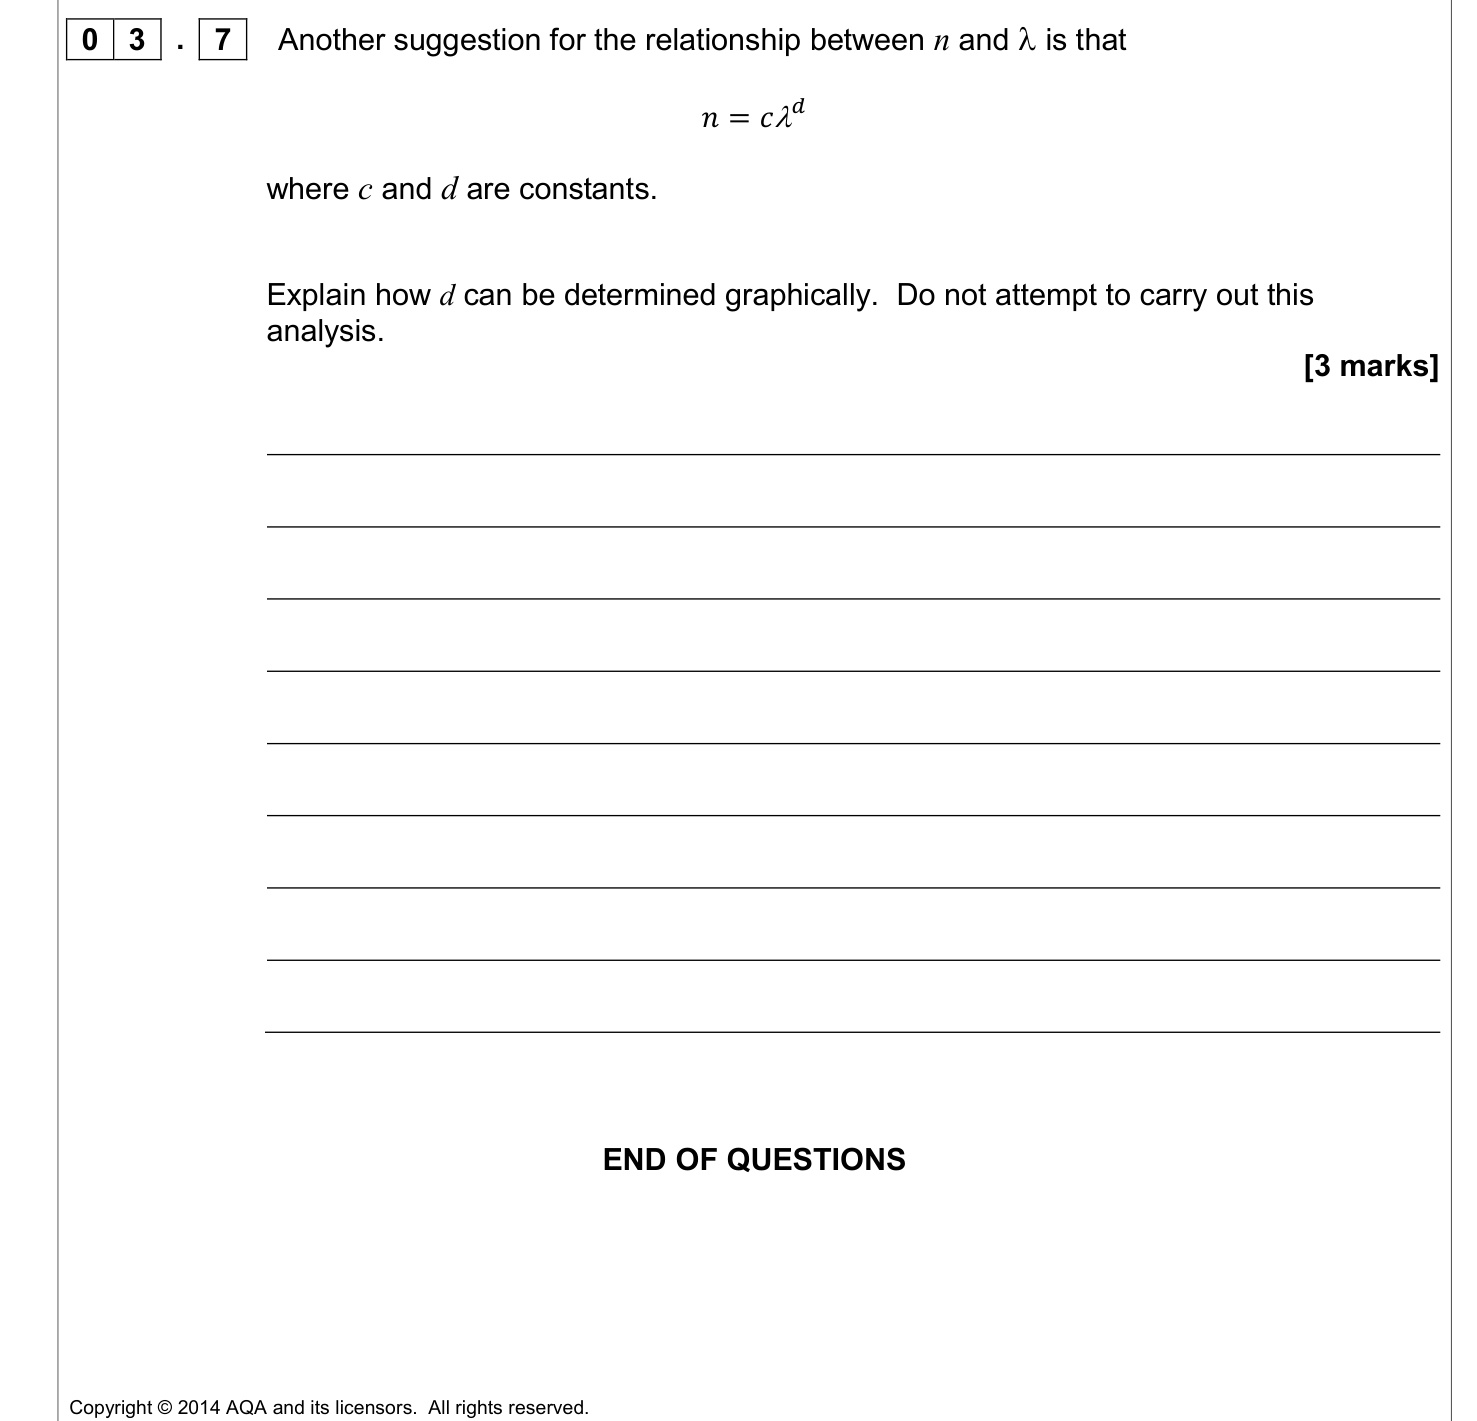 0 3 . 7 Another suggestion for the relationship between n and λ is that
n = cλ^d
where c and d are constants.
Explain how d can be determined graphically. Do not attempt to carry out this
analysis.
[3 marks]
END OF QUESTIONS
Copyright © 2014 AQA and its licensors. All rights reserved.